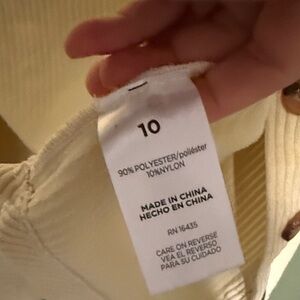 10
90% POLYESTER/poliéster
10%NYLON
MADE IN CHINA
HECHO EN CHINA
RN 16435
CARE ON REVERSE
VEA EL REVERSO
PARA SU CUIDADO